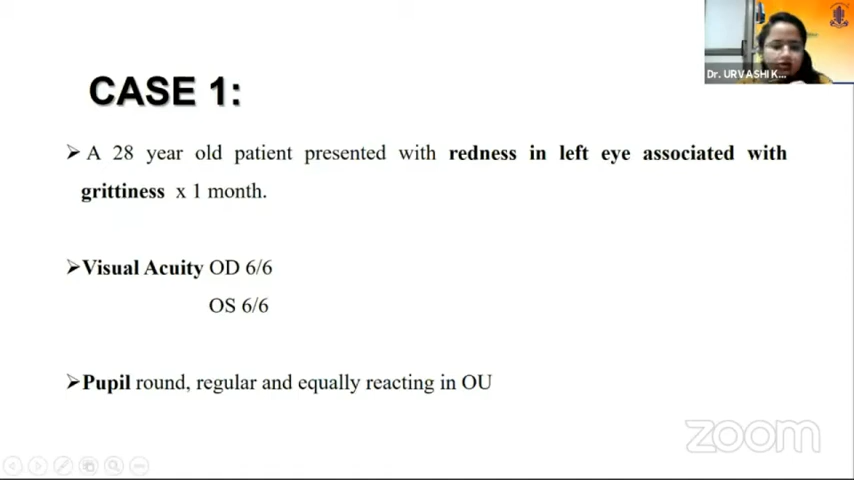 Dr. URVASHI K...
CASE 1:
➢ A 28 year old patient presented with redness in left eye associated with
grittiness x 1 month.
➢Visual Acuity OD 6/6
OS 6/6
➢Pupil round, regular and equally reacting in OU
zoom